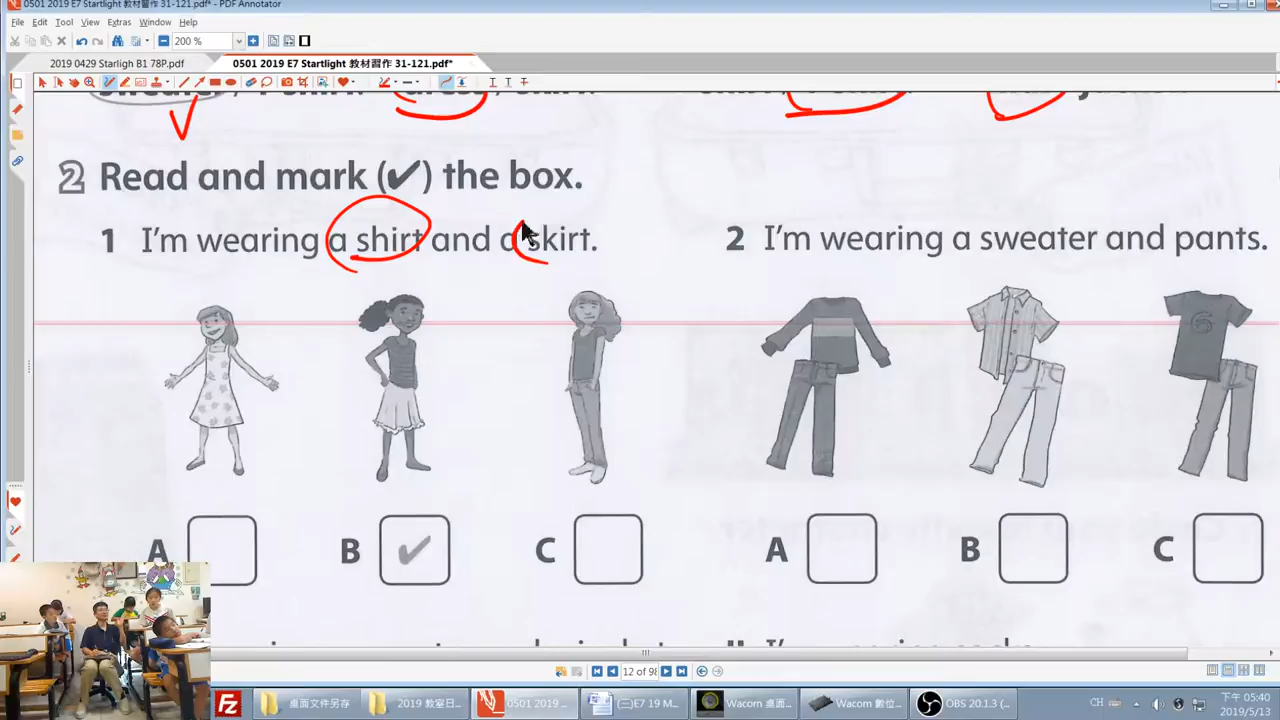 0501 2019 E7 Startlight 教材習作 31-121.pdf* - PDF Annotator
File Edit Tool View Extras Window Help
200 %
2019 0429 Starligh B1 78P.pdf
0501 2019 E7 Startlight 教材習作 31-121.pdf*
2 Read and mark (✔) the box.
1 I'm wearing a shirt and a skirt.
2 I'm wearing a sweater and pants.
6
A B ✔ C
A B C
12 of 98
桌面文件另存
2019 教室日...
0501 2019 ...
(三)E7 19 M...
Wacom 桌面...
Wacom 數位...
OBS 20.1.3 (...
CH
下午 05:40
2019/5/13